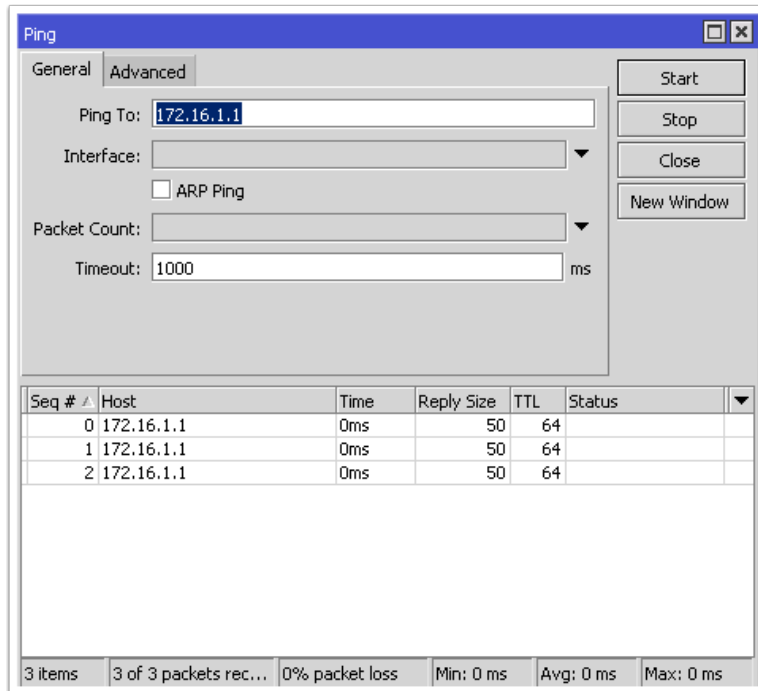 Ping
General Advanced
Start
Ping To: 172.16.1.1
Stop
Interface:
Close
ARP Ping
New Window
Packet Count:
Timeout: 1000 ms
Seq # Host Time Reply Size TTL Status
0 172.16.1.1 0ms 50 64
1 172.16.1.1 0ms 50 64
2 172.16.1.1 0ms 50 64
3 items 3 of 3 packets rec... 0% packet loss Min: 0 ms Avg: 0 ms Max: 0 ms